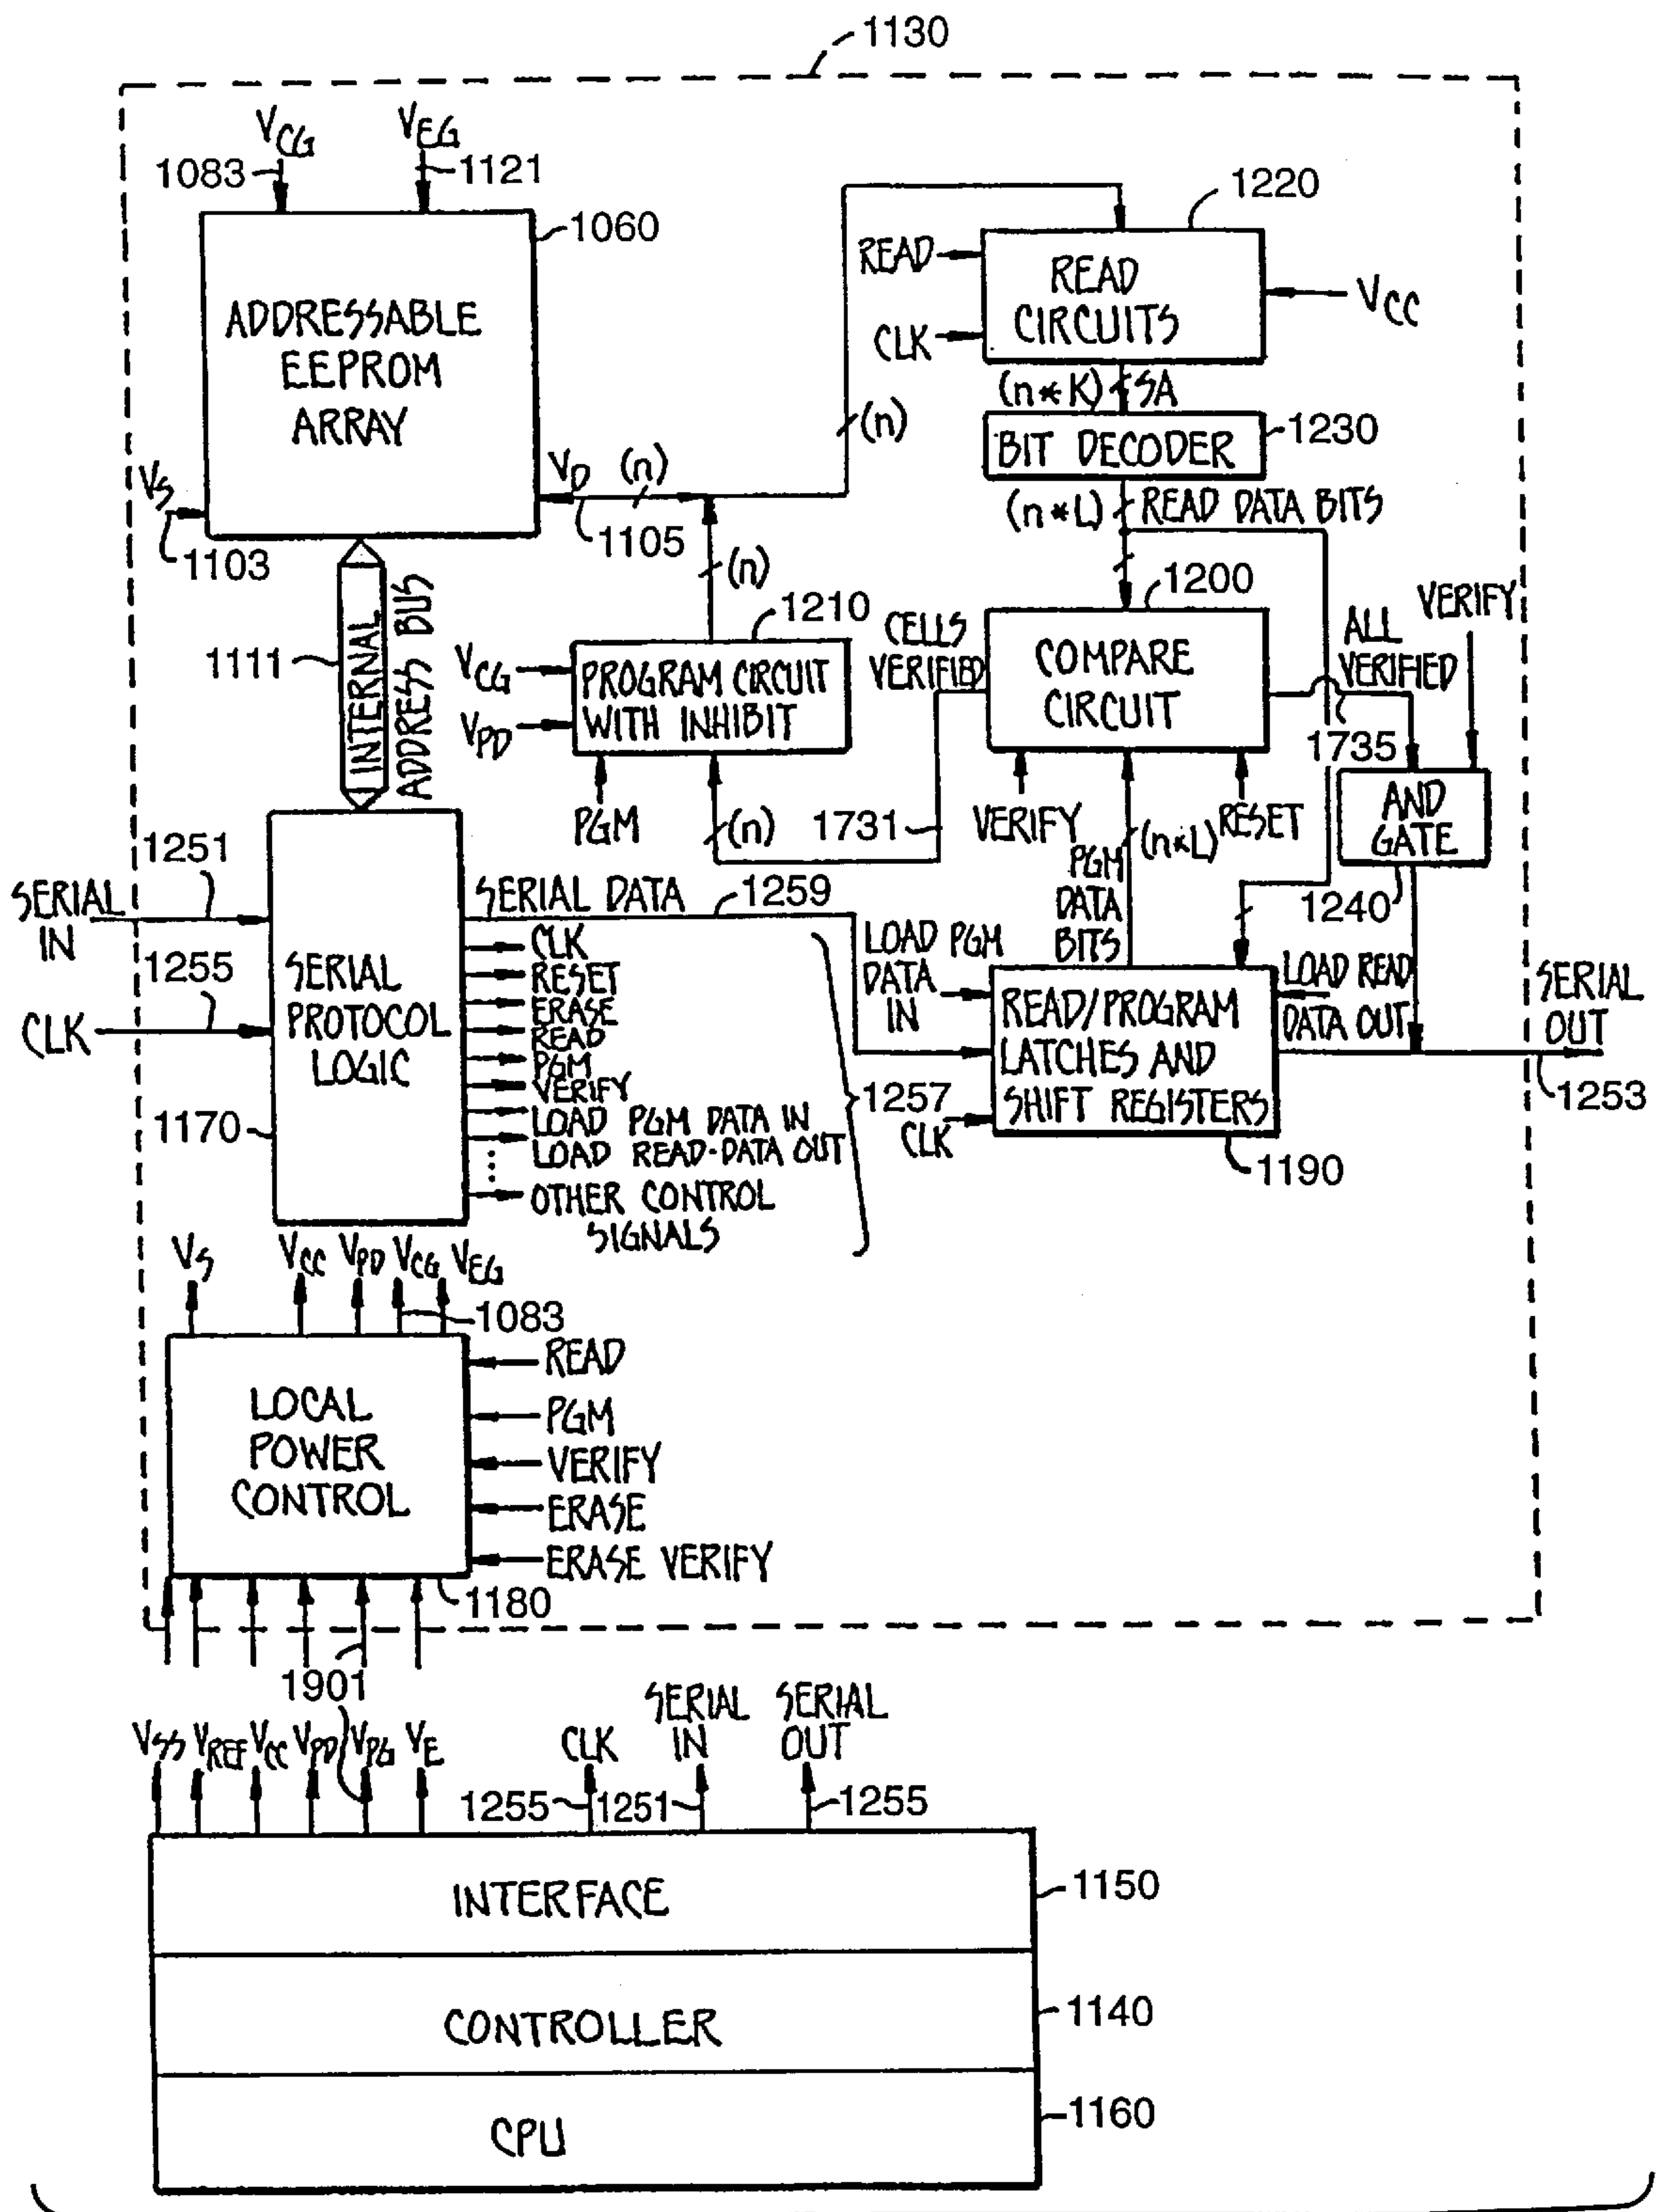 1130
VCG
VEG
1083
1121
1060
ADDRESSABLE
EEPROM
ARRAY
VS
1103
VD
(n)
1105
(n)
1220
READ
CLK
READ
CIRCUITS
VCC
(n*K)
SA
BIT DECODER
1230
(n*L)
READ DATA BITS
1111
INTERNAL
ADDRESS BUS
(n)
1210
VCG
VPD
PROGRAM CIRCUIT
WITH INHIBIT
PGM
(n)
CELLS
VERIFIED
1731
1200
COMPARE
CIRCUIT
VERIFY
RESET
ALL
VERIFIED
VERIFY
1735
AND
GATE
1240
PGM
DATA
BITS
(n*L)
1251
SERIAL
IN
1255
CLK
SERIAL
PROTOCOL
LOGIC
1170
SERIAL DATA
1259
CLK
RESET
ERASE
READ
PGM
VERIFY
LOAD PGM DATA IN
LOAD READ-DATA OUT
OTHER CONTROL
SIGNALS
1257
LOAD PGM
DATA
IN
CLK
READ/PROGRAM
LATCHES AND
SHIFT REGISTERS
1190
LOAD READ
DATA OUT
SERIAL
OUT
1253
VS
VCC
VPD
VCG
VEG
1083
LOCAL
POWER
CONTROL
READ
PGM
VERIFY
ERASE
ERASE VERIFY
1180
1901
VSS
VREF
VCC
VPD
VPG
VE
CLK
SERIAL
IN
SERIAL
OUT
1255
1251
1255
INTERFACE
1150
CONTROLLER
1140
CPU
1160